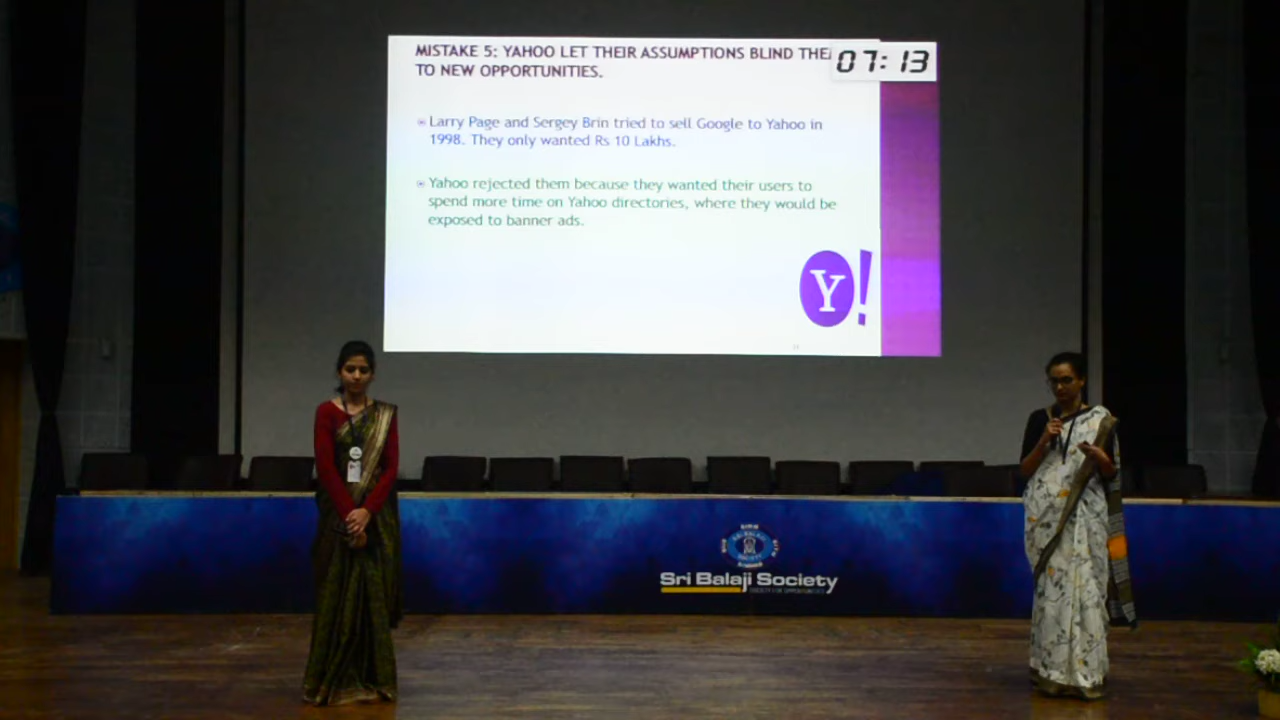 MISTAKE 5: YAHOO LET THEIR ASSUMPTIONS BLIND THE
07:13
TO NEW OPPORTUNITIES.
Larry Page and Sergey Brin tried to sell Google to Yahoo in
1998. They only wanted Rs 10 Lakhs.
Yahoo rejected them because they wanted their users to
spend more time on Yahoo directories, where they would be
exposed to banner ads.
Y!
Sri Balaji Society